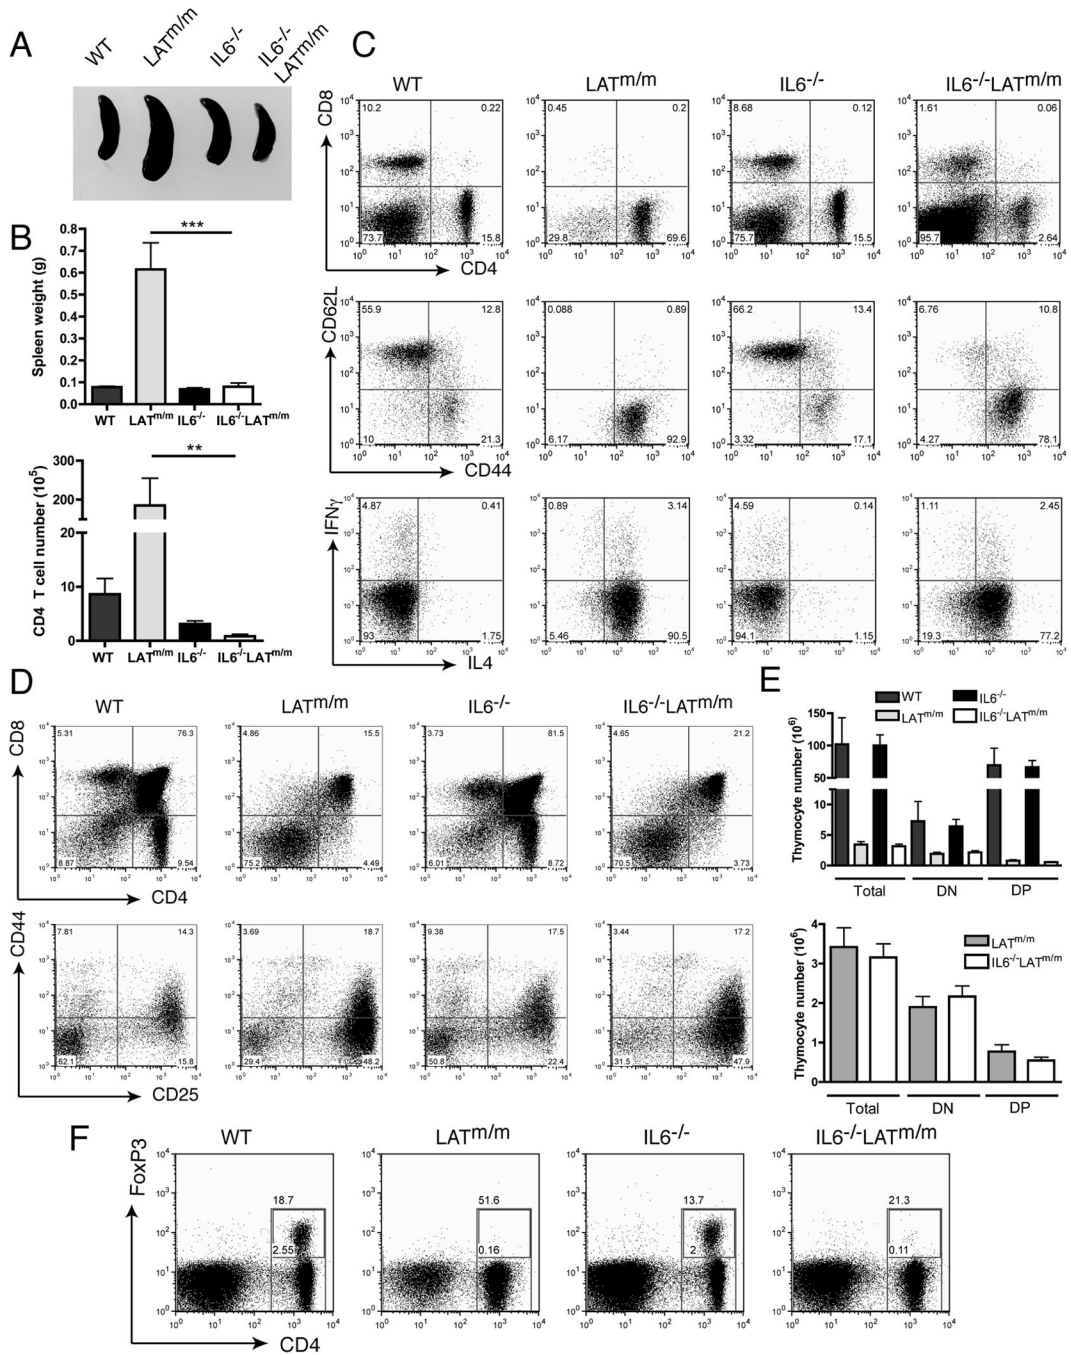 A
WT
LATm/m
IL6-/-
IL6-/-
LATm/m
B
***
Spleen weight (g)
0.8
0.7
0.6
0.5
0.4
0.3
0.2
0.1
0.0
WT LATm/m IL6-/- IL6-/-LATm/m
**
CD4 T cell number (10^5)
300
200
100
20
10
0
WT LATm/m IL6-/- IL6-/-LATm/m
C
WT LATm/m IL6-/- IL6-/-LATm/m
CD8
10.2 0.22 0.45 0.2 8.68 0.12 1.61 0.06
73.7 15.8 29.8 69.6 75.7 15.5 95.7 2.64
CD4
CD62L
55.9 12.8 0.088 0.89 66.2 13.4 6.76 10.8
10 21.3 6.17 92.9 3.32 17.1 4.27 78.1
CD44
IFNγ
4.87 0.41 0.89 3.14 4.59 0.14 1.11 2.45
93 1.75 5.46 90.5 94.1 1.15 19.3 77.2
IL4
D
WT LATm/m IL6-/- IL6-/-LATm/m
CD8
5.31 76.3 4.86 15.5 3.73 81.5 4.65 21.2
8.87 9.54 75.2 4.49 6.01 8.72 70.5 3.73
CD4
CD44
7.81 14.3 3.69 18.7 9.38 17.5 3.44 17.2
62.1 15.8 29.4 48.2 50.8 22.4 31.5 47.9
CD25
E
WT IL6-/-
LATm/m IL6-/-LATm/m
Thymocyte number (10^6)
150
100
50
10
5
0
Total DN DP
Thymocyte number (10^6)
LATm/m
IL6-/-LATm/m
4
3
2
1
0
Total DN DP
F
WT LATm/m IL6-/- IL6-/-LATm/m
FoxP3
18.7 51.6 13.7 21.3
2.55 0.16 2 0.11
CD4